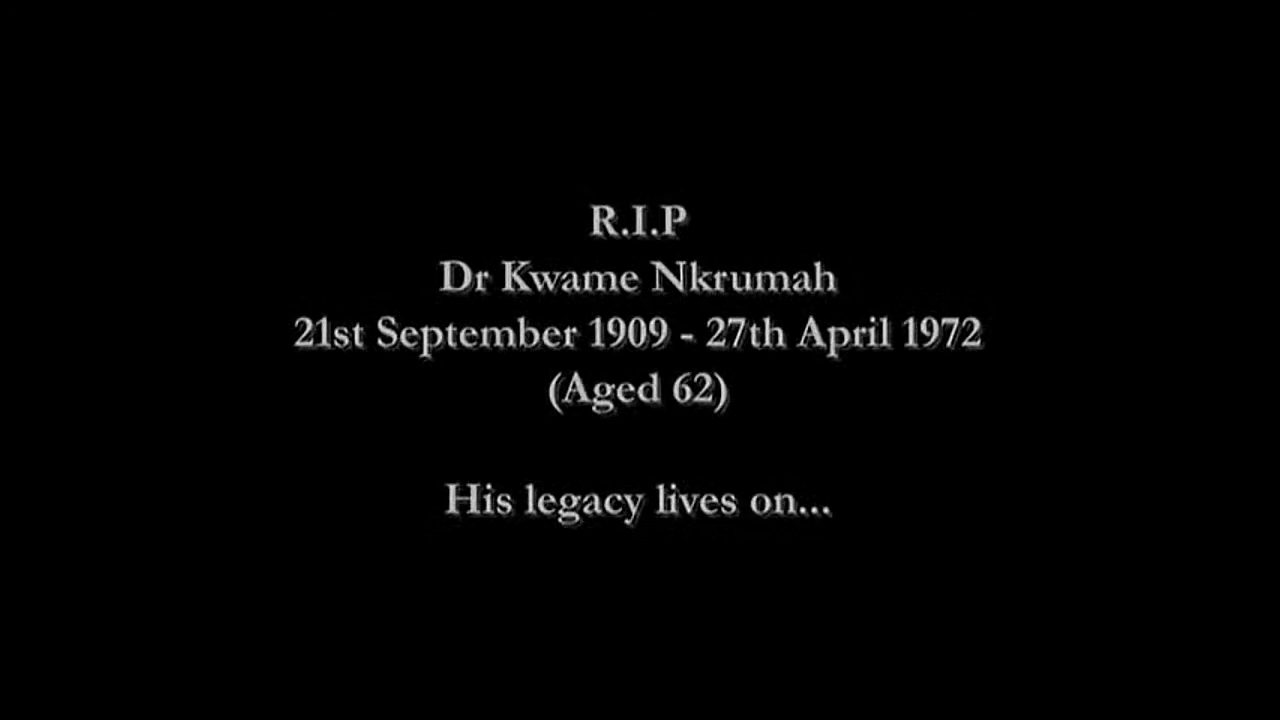 R.I.P
Dr Kwame Nkrumah
21st September 1909 - 27th April 1972
(Aged 62)
His legacy lives on...